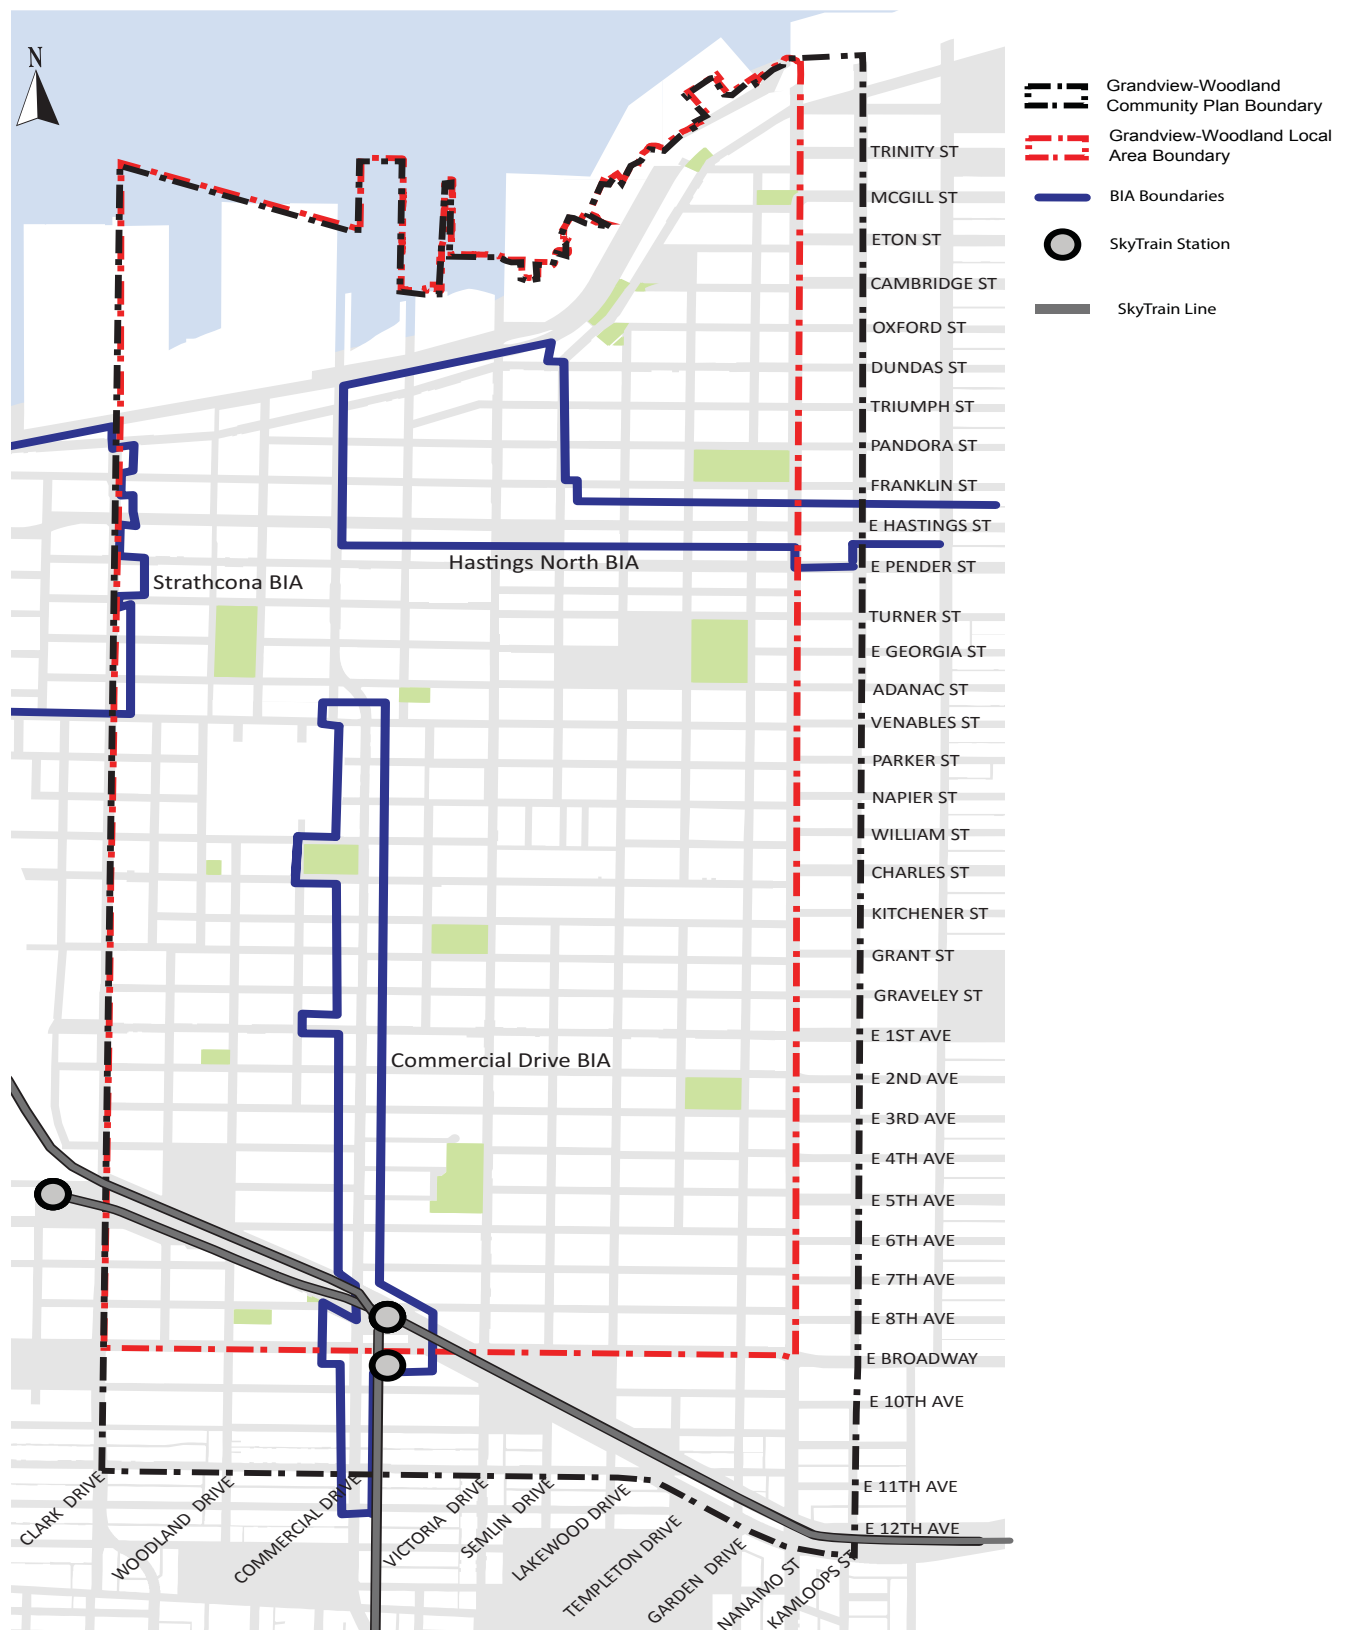 N
Grandview-Woodland
Community Plan Boundary
Grandview-Woodland Local
Area Boundary
BIA Boundaries
SkyTrain Station
SkyTrain Line
TRINITY ST
MCGILL ST
ETON ST
CAMBRIDGE ST
OXFORD ST
DUNDAS ST
TRIUMPH ST
PANDORA ST
FRANKLIN ST
E HASTINGS ST
Hastings North BIA
E PENDER ST
Strathcona BIA
TURNER ST
E GEORGIA ST
ADANAC ST
VENABLES ST
PARKER ST
NAPIER ST
WILLIAM ST
CHARLES ST
KITCHENER ST
GRANT ST
GRAVELEY ST
E 1ST AVE
Commercial Drive BIA
E 2ND AVE
E 3RD AVE
E 4TH AVE
E 5TH AVE
E 6TH AVE
E 7TH AVE
E 8TH AVE
E BROADWAY
E 10TH AVE
E 11TH AVE
E 12TH AVE
CLARK DRIVE
WOODLAND DRIVE
COMMERCIAL DRIVE
VICTORIA DRIVE
SEMLIN DRIVE
LAKEWOOD DRIVE
TEMPLETON DRIVE
GARDEN DRIVE
NANAIMO ST
KAMLOOPS ST